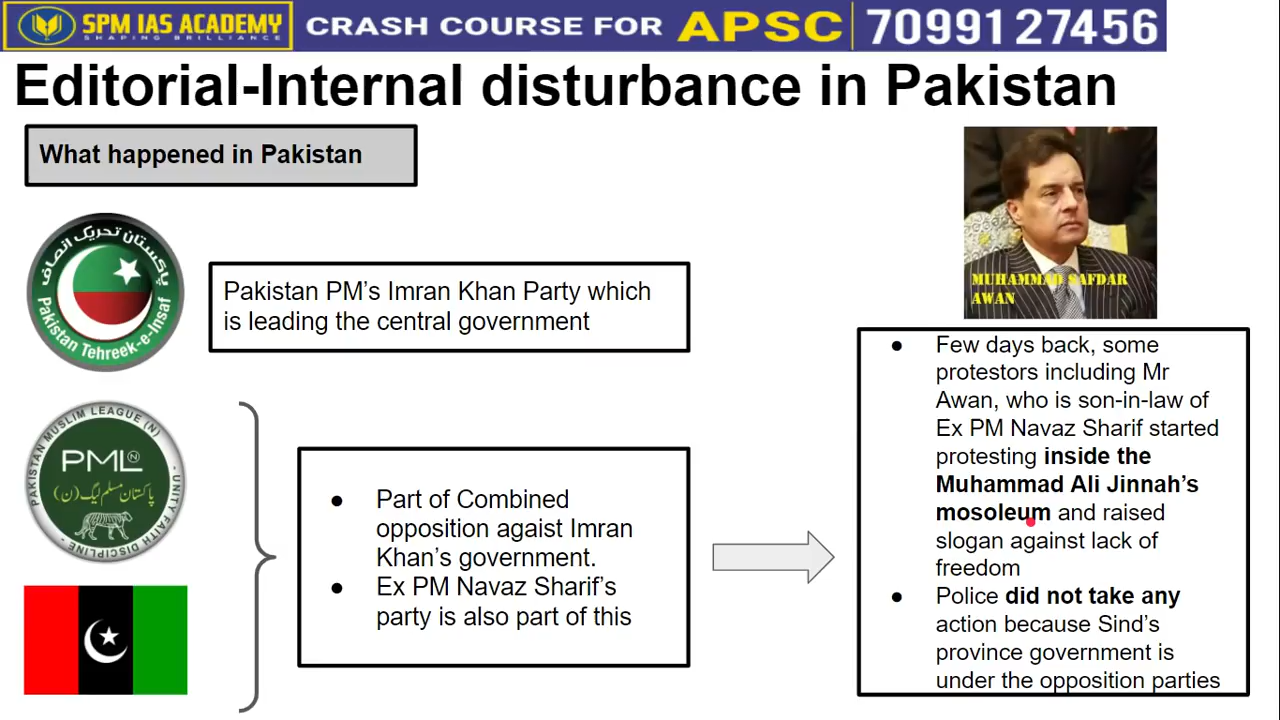 SPM IAS ACADEMY
SHAPING BRILLIANCE
CRASH COURSE FOR APSC
7099127456
Editorial-Internal disturbance in Pakistan
What happened in Pakistan
پاکستان تحریک انصاف
Pakistan Tehreek-e-Insaf
Pakistan PM’s Imran Khan Party which
is leading the central government
PAKISTAN MUSLIM LEAGUE (N)
PML N
پاکستان مسلم لیگ (ن)
- UNITY FAITH DISCIPLINE -
● Part of Combined
opposition agaist Imran
Khan’s government.
● Ex PM Navaz Sharif’s
party is also part of this
MUHAMMAD SAFDAR
AWAN
● Few days back, some
protestors including Mr
Awan, who is son-in-law of
Ex PM Navaz Sharif started
protesting inside the
Muhammad Ali Jinnah’s
mosoleum and raised
slogan against lack of
freedom
● Police did not take any
action because Sind’s
province government is
under the opposition parties